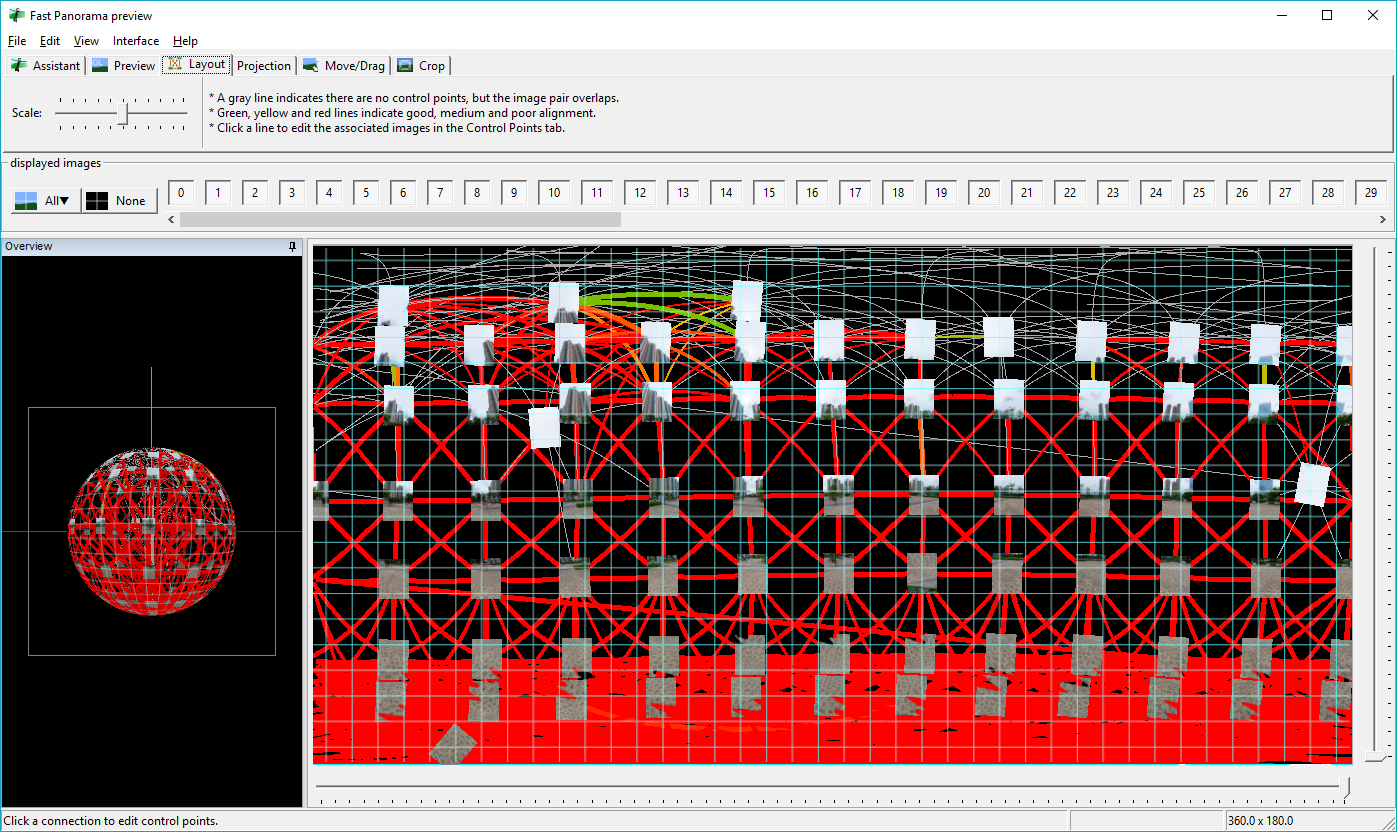 Fast Panorama preview
File Edit View Interface Help
Assistant Preview Layout Projection Move/Drag Crop
Scale:
* A gray line indicates there are no control points, but the image pair overlaps.
* Green, yellow and red lines indicate good, medium and poor alignment.
* Click a line to edit the associated images in the Control Points tab.
displayed images
All▼ None 0 1 2 3 4 5 6 7 8 9 10 11 12 13 14 15 16 17 18 19 20 21 22 23 24 25 26 27 28 29
Overview
Click a connection to edit control points.
360.0 x 180.0